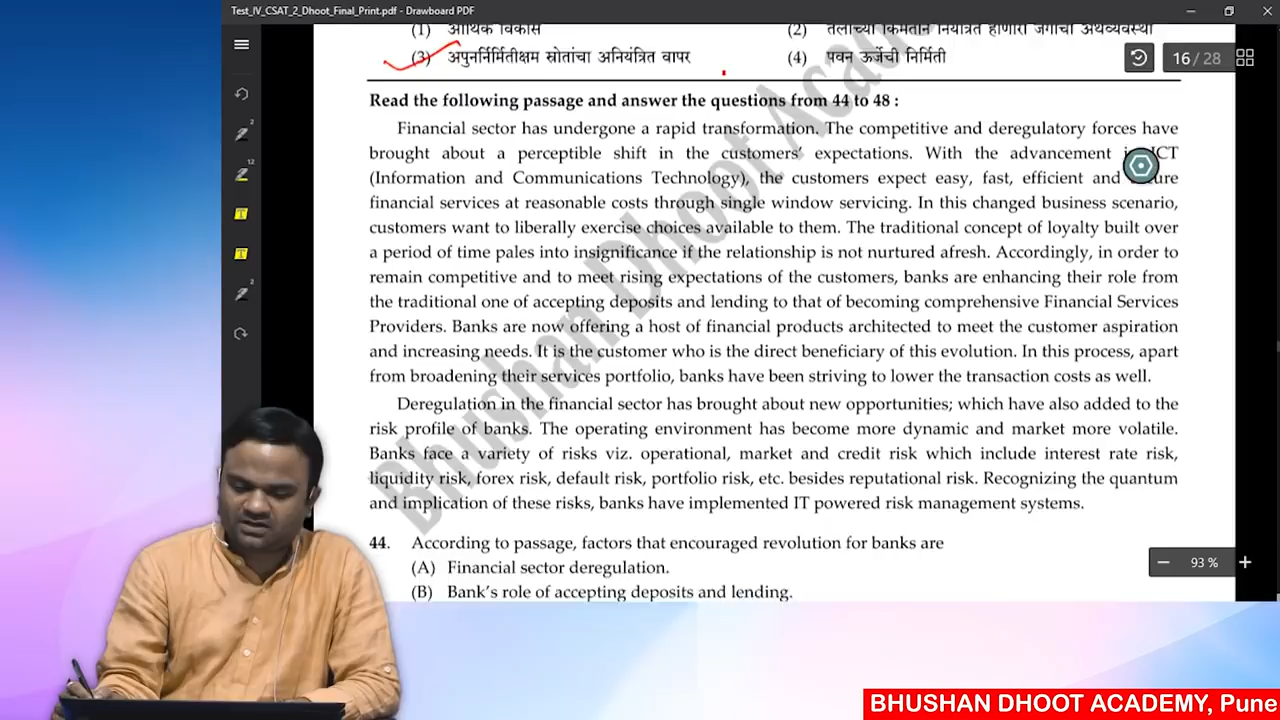 Test_IV_CSAT_2_Dhoot_Final_Print.pdf - Drawboard PDF
(1) आर्थिक विकास (2) तेलाच्या किंमतीने नियंत्रित होणारी जगाची अर्थव्यवस्था
(3) अपुनर्निर्मितीक्षम स्रोतांचा अनियंत्रित वापर (4) पवन ऊर्जेची निर्मिती
16 / 28
Read the following passage and answer the questions from 44 to 48 :
Financial sector has undergone a rapid transformation. The competitive and deregulatory forces have
brought about a perceptible shift in the customers' expectations. With the advancement ICT
(Information and Communications Technology), the customers expect easy, fast, efficient and
financial services at reasonable costs through single window servicing. In this changed business scenario,
customers want to liberally exercise choices available to them. The traditional concept of loyalty built over
a period of time pales into insignificance if the relationship is not nurtured afresh. Accordingly, in order to
remain competitive and to meet rising expectations of the customers, banks are enhancing their role from
the traditional one of accepting deposits and lending to that of becoming comprehensive Financial Services
Providers. Banks are now offering a host of financial products architected to meet the customer aspiration
and increasing needs. It is the customer who is the direct beneficiary of this evolution. In this process, apart
from broadening their services portfolio, banks have been striving to lower the transaction costs as well.
Deregulation in the financial sector has brought about new opportunities; which have also added to the
risk profile of banks. The operating environment has become more dynamic and market more volatile.
Banks face a variety of risks viz. operational, market and credit risk which include interest rate risk,
liquidity risk, forex risk, default risk, portfolio risk, etc. besides reputational risk. Recognizing the quantum
and implication of these risks, banks have implemented IT powered risk management systems.
44. According to passage, factors that encouraged revolution for banks are
(A) Financial sector deregulation.
(B) Bank's role of accepting deposits and lending.
93 %
Bhushan Dhoot Acade
2
12
2
BHUSHAN DHOOT ACADEMY, Pune